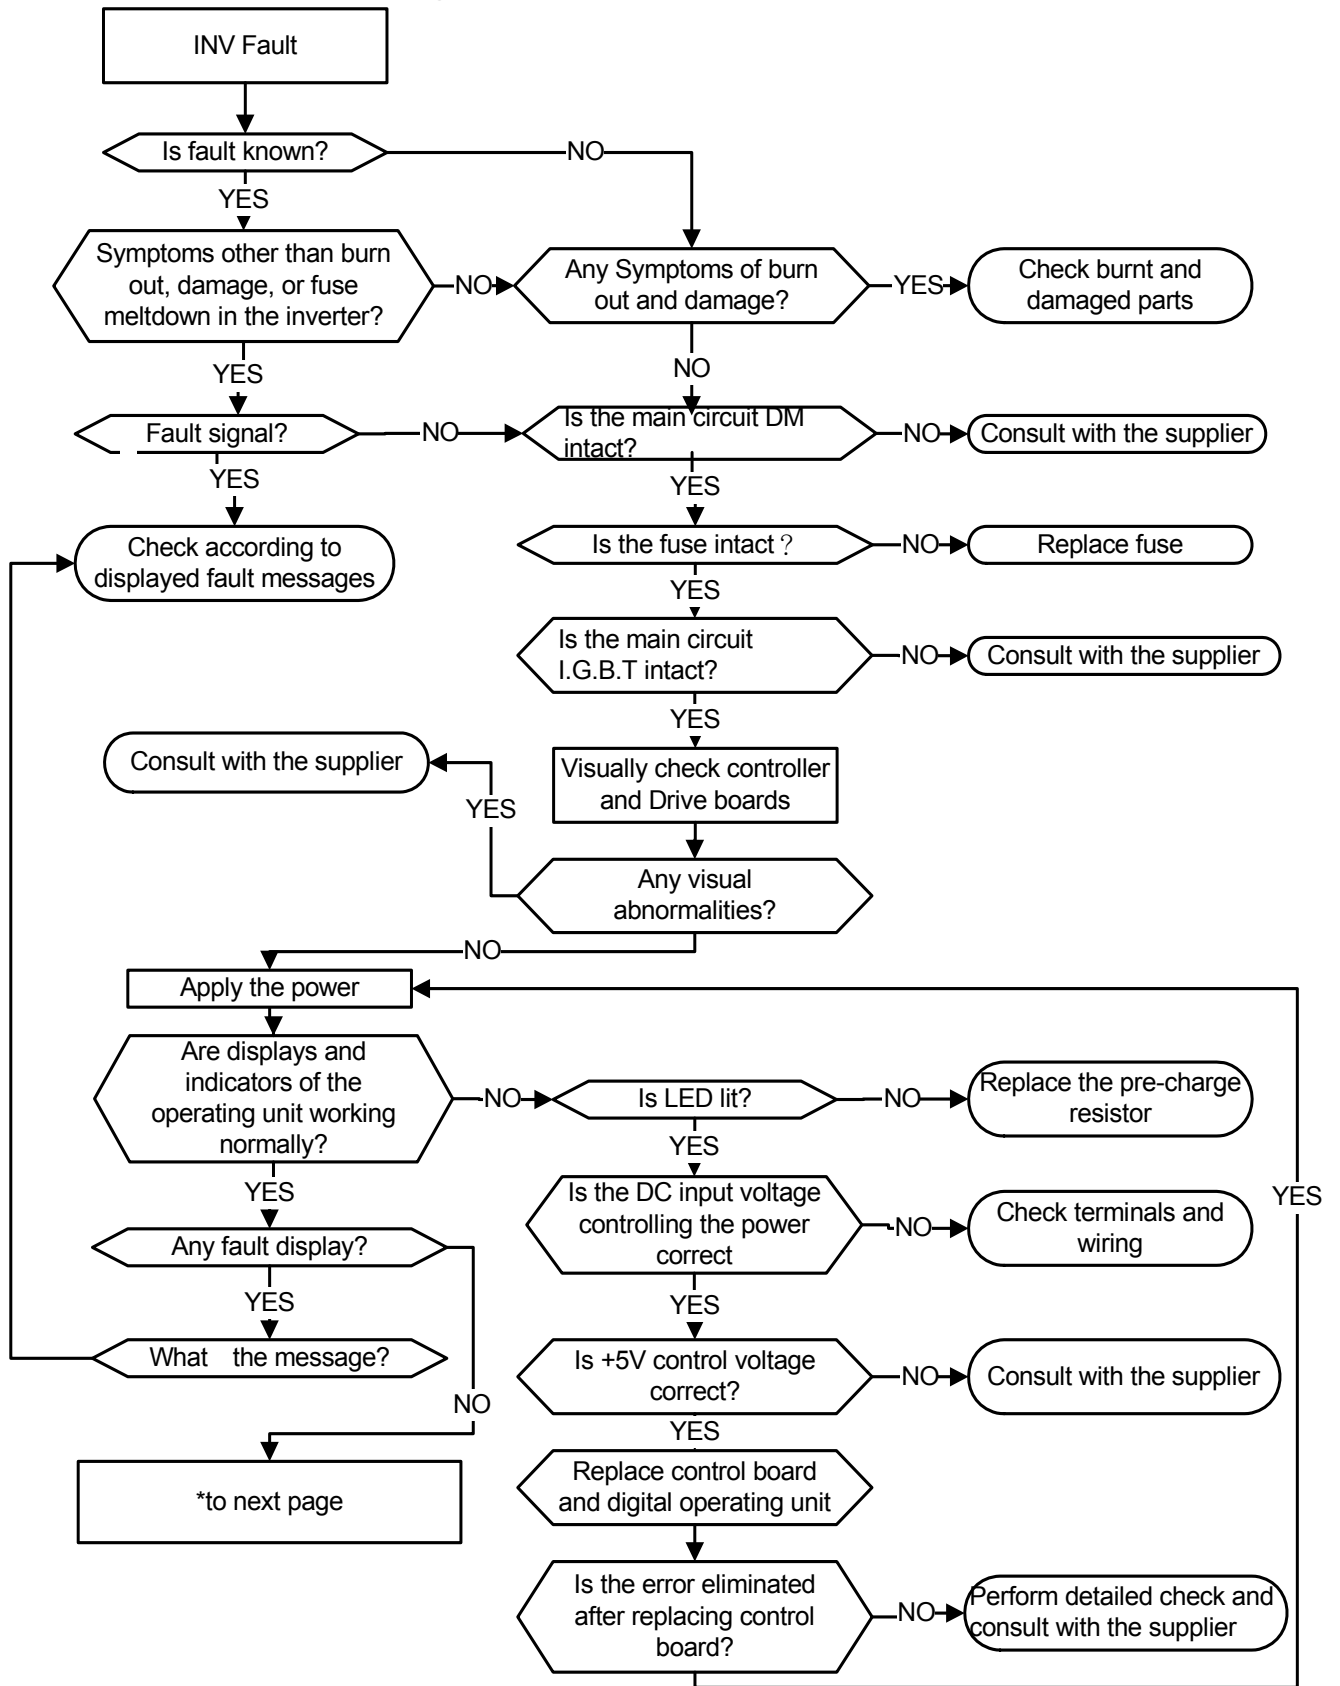 INV Fault
Is fault known?
NO
YES
Symptoms other than burn
out, damage, or fuse
meltdown in the inverter?
NO
Any Symptoms of burn
out and damage?
YES
Check burnt and
damaged parts
YES
NO
Fault signal?
NO
Is the main circuit DM
intact?
NO
Consult with the supplier
YES
YES
Check according to
displayed fault messages
Is the fuse intact？
NO
Replace fuse
YES
Is the main circuit
I.G.B.T intact?
NO
Consult with the supplier
YES
Consult with the supplier
Visually check controller
and Drive boards
YES
Any visual
abnormalities?
NO
Apply the power
Are displays and
indicators of the
operating unit working
normally?
NO
Is LED lit?
NO
Replace the pre-charge
resistor
YES
YES
Is the DC input voltage
controlling the power
correct
NO
Check terminals and
wiring
YES
Any fault display?
YES
YES
What the message?
Is +5V control voltage
correct?
NO
Consult with the supplier
NO
YES
*to next page
Replace control board
and digital operating unit
Is the error eliminated
after replacing control
board?
NO
Perform detailed check and
consult with the supplier